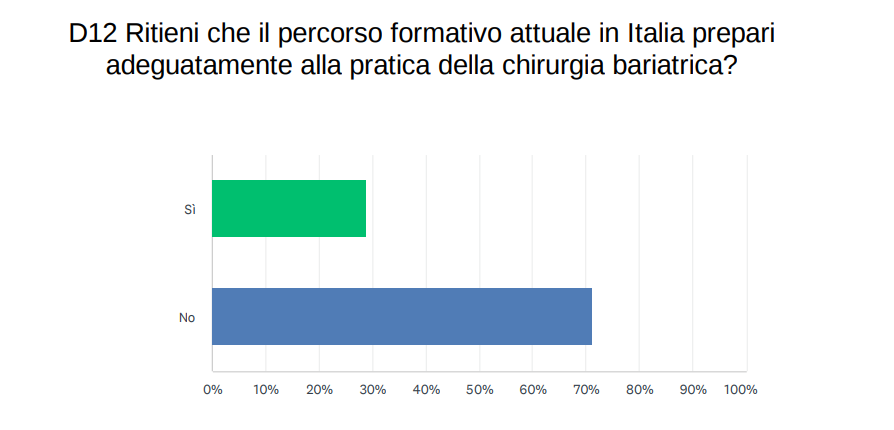 D12 Ritieni che il percorso formativo attuale in Italia prepari
adeguatamente alla pratica della chirurgia bariatrica?
Sì
No
0% 10% 20% 30% 40% 50% 60% 70% 80% 90% 100%